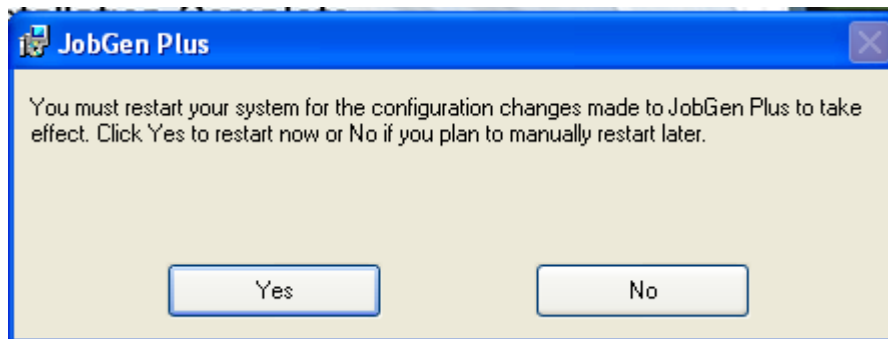 JobGen Plus
You must restart your system for the configuration changes made to JobGen Plus to take
effect. Click Yes to restart now or No if you plan to manually restart later.
Yes
No